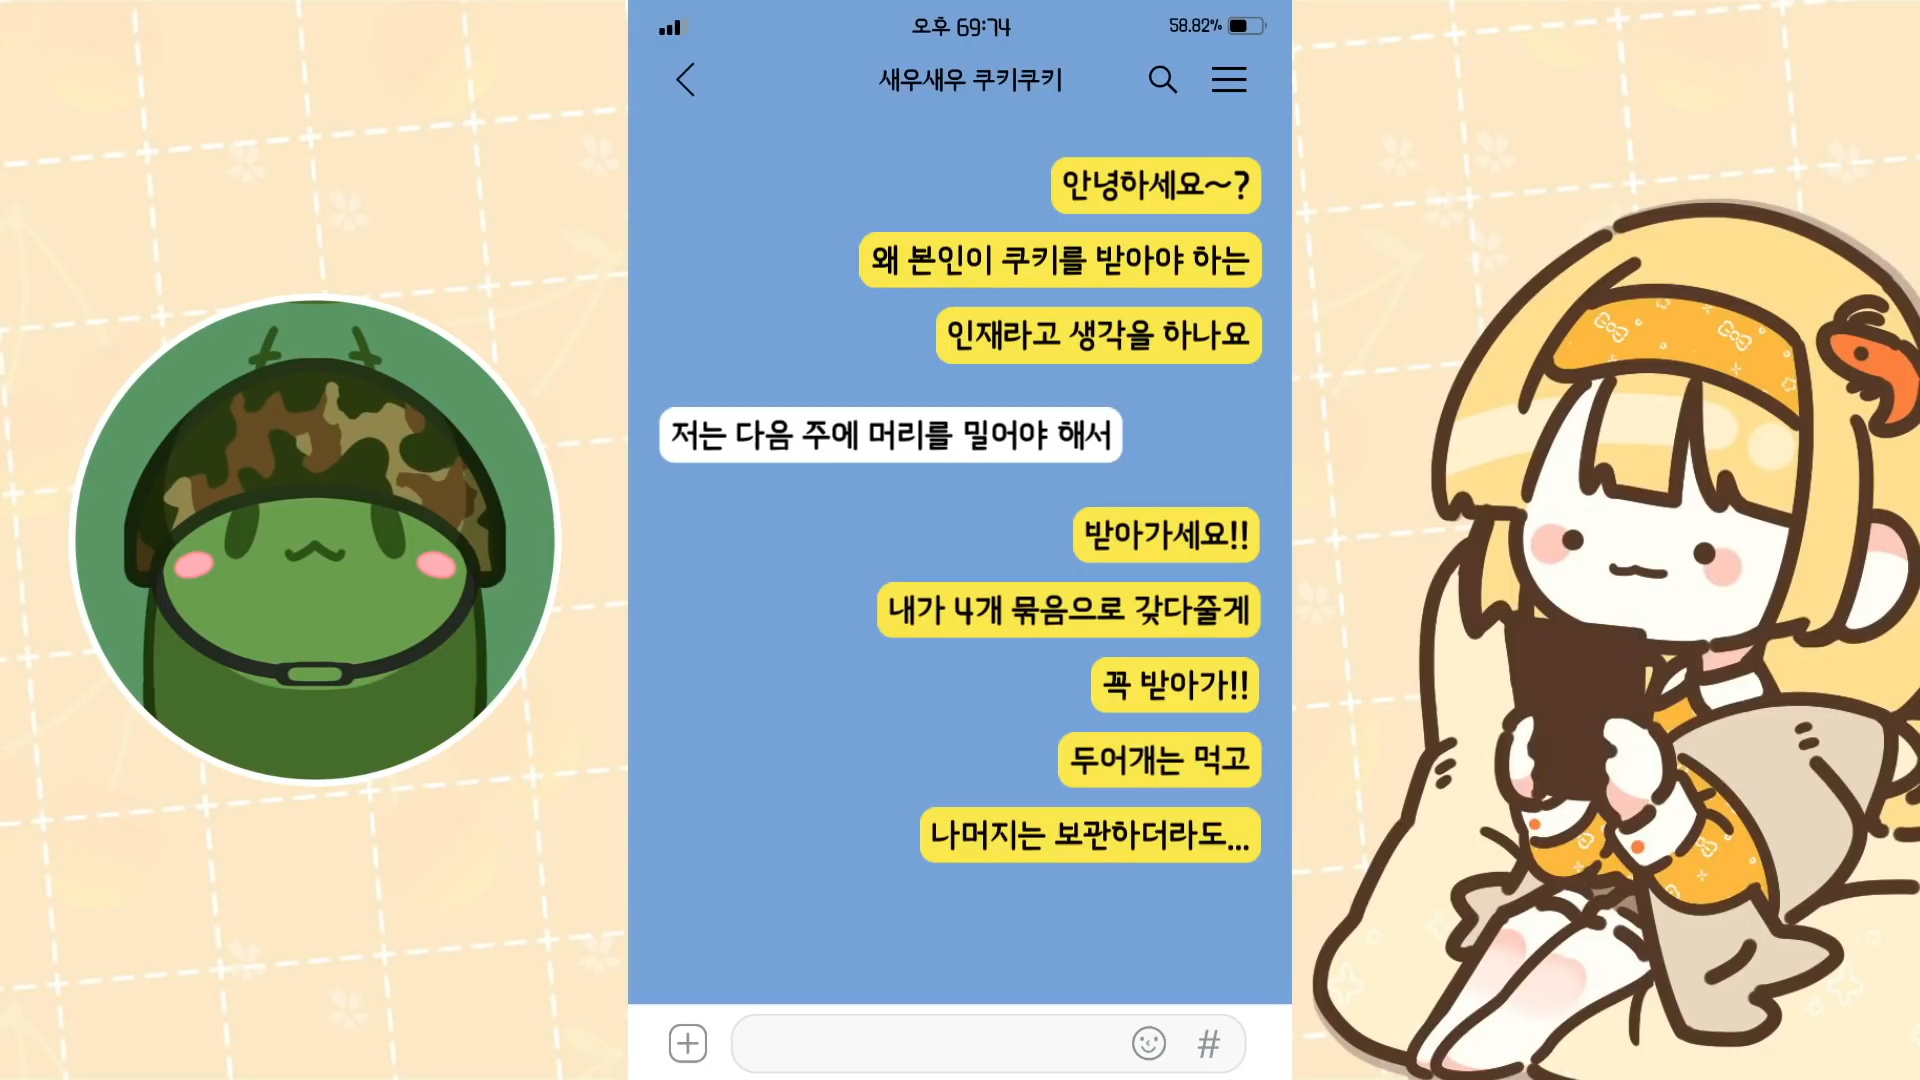 오후 69:74
58.82%
새우새우 쿠키쿠키
안녕하세요~?
왜 본인이 쿠키를 받아야 하는
인재라고 생각을 하나요
저는 다음 주에 머리를 밀어야 해서
받아가세요!!
내가 4개 묶음으로 갖다줄게
꼭 받아가!!
두어개는 먹고
나머지는 보관하더라도...
#